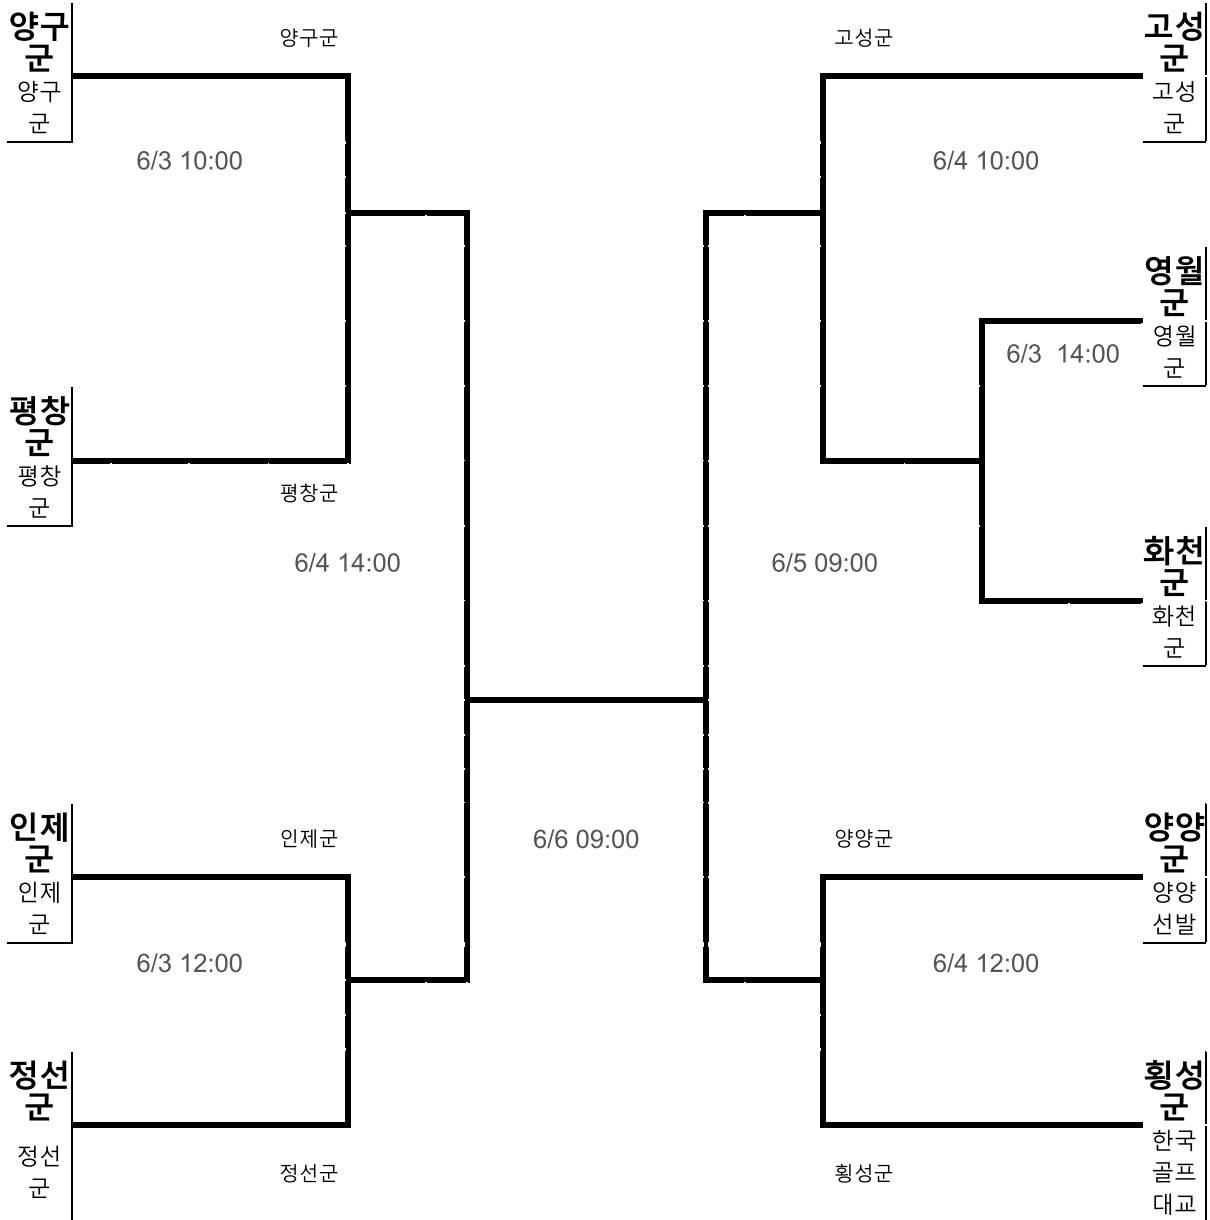 양구
군
양구
군
양구군
고성군
고성
군
고성
군
6/3 10:00
6/4 10:00
영월
군
영월
군
6/3 14:00
평창
군
평창
군
평창군
6/4 14:00
6/5 09:00
화천
군
화천
군
인제
군
인제
군
인제군
6/6 09:00
양양군
양양
군
양양
선발
6/3 12:00
6/4 12:00
정선
군
정선
군
정선군
횡성군
횡성
군
한국
골프
대교